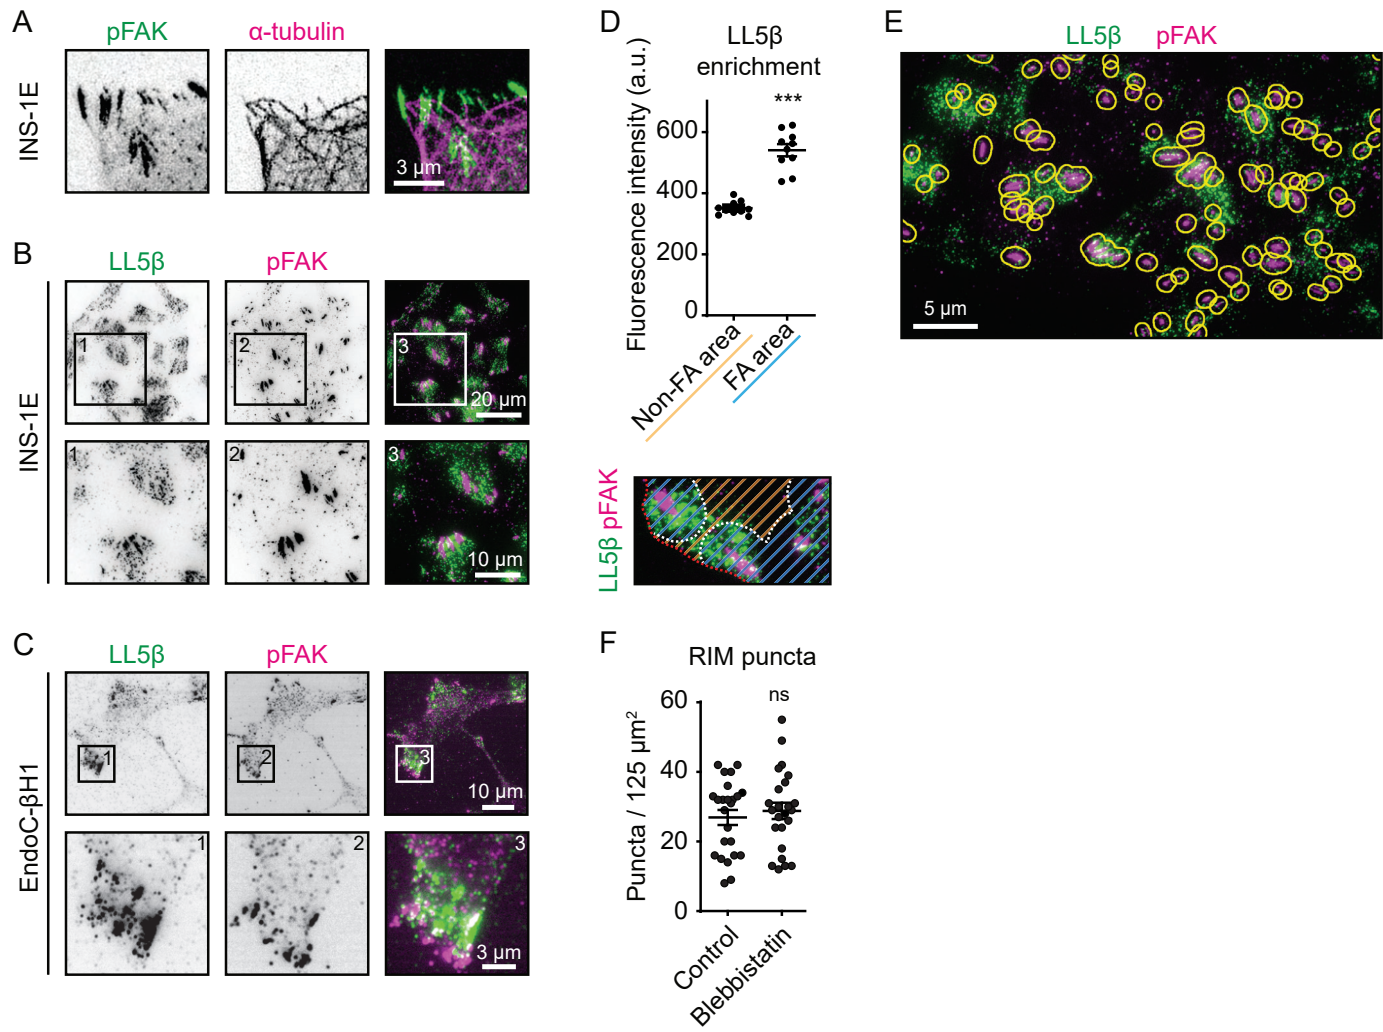 A
pFAK
α-tubulin
INS-1E
3 µm
B
LL5β
pFAK
INS-1E
1
2
3
20 µm
1
2
3
10 µm
C
LL5β
pFAK
EndoC-βH1
1
2
3
10 µm
1
2
3
3 µm
D
LL5β
enrichment
Fluorescence intensity (a.u.)
***
600
400
200
0
Non-FA area
FA area
LL5β pFAK
E
LL5β pFAK
5 µm
F
RIM puncta
ns
Puncta / 125 µm²
60
40
20
0
Control
Blebbistatin